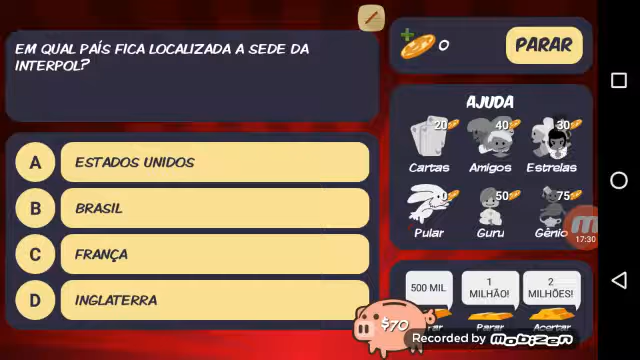 EM QUAL PAÍS FICA LOCALIZADA A SEDE DA
INTERPOL?
A ESTADOS UNIDOS
B BRASIL
C FRANÇA
D INGLATERRA
0
PARAR
AJUDA
20 40 30
Cartas Amigos Estrelas
0 50 75
Pular Guru Gênio
17:30
500 MIL
1
MILHÃO!
2
MILHÕES!
Parar Acertar
$70
Recorded by mobizen